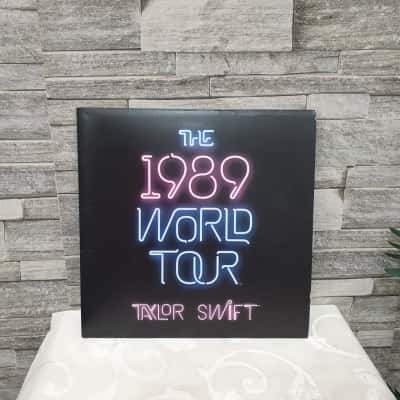 THE
1989
WORLD
TOUR
TAYLOR SWIFT